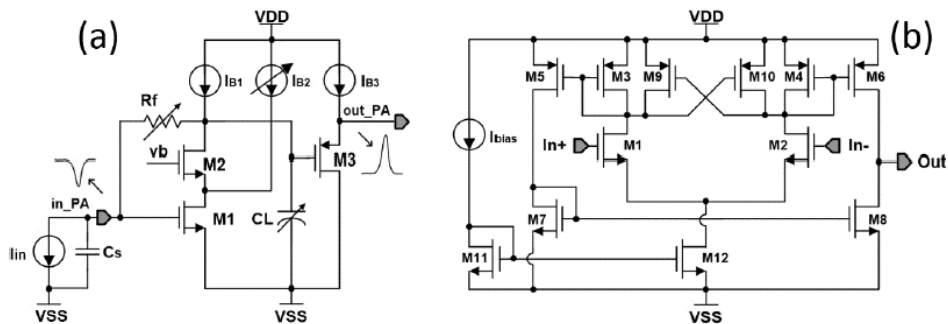 (a)
VDD
IB1
IB2
IB3
Rf
out_PA
vb
M2
M3
in_PA
M1
CL
Iin
Cs
VSS
VSS
(b)
VDD
M5
M3
M9
M10
M4
M6
Ibias
In+
M1
M2
In-
Out
M7
M8
M11
M12
VSS